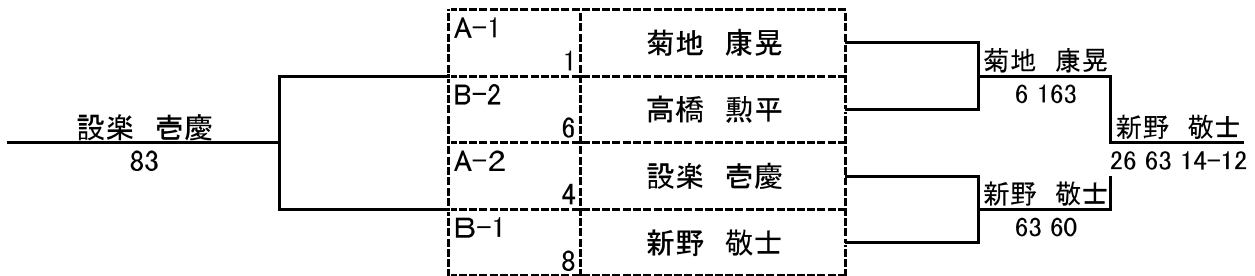 A-1
1
菊地 康晃
B-2
6
高橋 勲平
A-2
4
設楽 壱慶
B-1
8
新野 敬士
設楽 壱慶
83
菊地 康晃
6 163
新野 敬士
63 60
新野 敬士
26 63 14-12